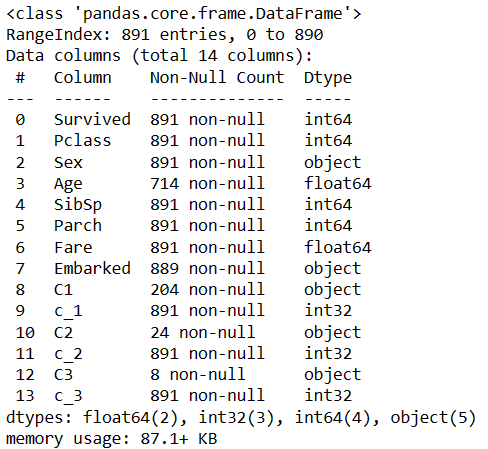 <class 'pandas.core.frame.DataFrame'>
RangeIndex: 891 entries, 0 to 890
Data columns (total 14 columns):
 #   Column    Non-Null Count  Dtype
---  ------    --------------  -----
 0   Survived  891 non-null    int64
 1   Pclass    891 non-null    int64
 2   Sex       891 non-null    object
 3   Age       714 non-null    float64
 4   SibSp     891 non-null    int64
 5   Parch     891 non-null    int64
 6   Fare      891 non-null    float64
 7   Embarked  889 non-null    object
 8   C1        204 non-null    object
 9   c_1       891 non-null    int32
 10  C2        24 non-null     object
 11  c_2       891 non-null    int32
 12  C3        8 non-null      object
 13  c_3       891 non-null    int32
dtypes: float64(2), int32(3), int64(4), object(5)
memory usage: 87.1+ KB